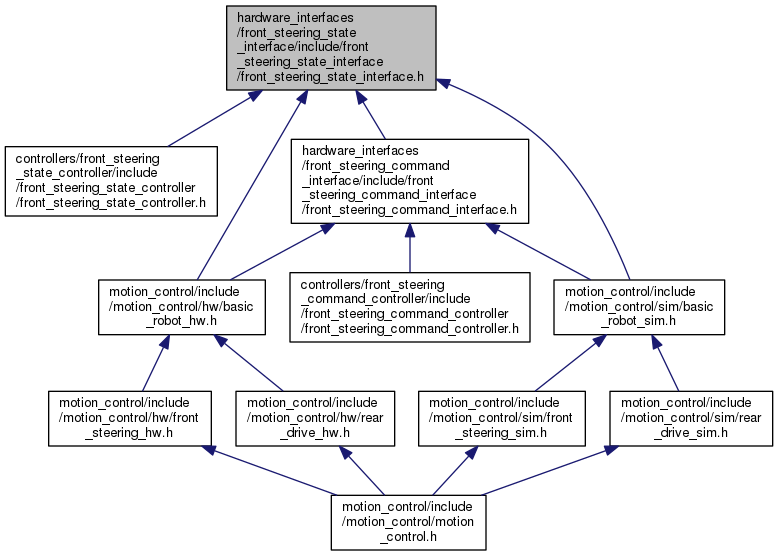 hardware_interfaces
/front_steering_state
_interface/include/front
_steering_state_interface
/front_steering_state_interface.h
controllers/front_steering
_state_controller/include
/front_steering_state_controller
/front_steering_state_controller.h
hardware_interfaces
/front_steering_command
_interface/include/front
_steering_command_interface
/front_steering_command_interface.h
motion_control/include
/motion_control/hw/basic
_robot_hw.h
controllers/front_steering
_command_controller/include
/front_steering_command_controller
/front_steering_command_controller.h
motion_control/include
/motion_control/sim/basic
_robot_sim.h
motion_control/include
/motion_control/hw/front
_steering_hw.h
motion_control/include
/motion_control/hw/rear
_drive_hw.h
motion_control/include
/motion_control/sim/front
_steering_sim.h
motion_control/include
/motion_control/sim/rear
_drive_sim.h
motion_control/include
/motion_control/motion
_control.h